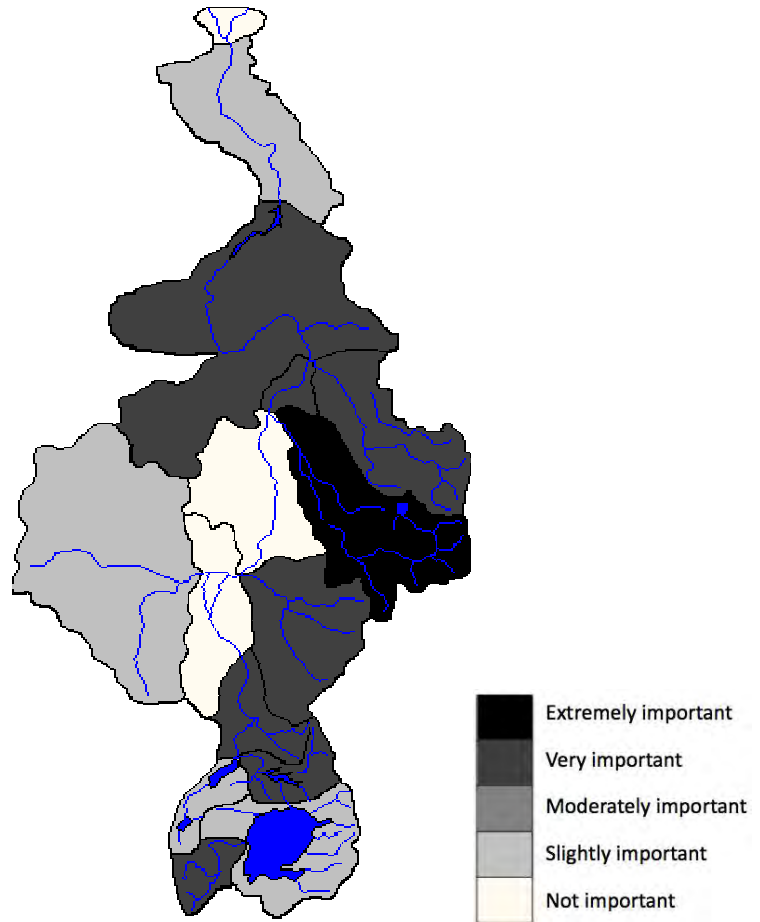 Extremely important
Very important
Moderately important
Slightly important
Not important